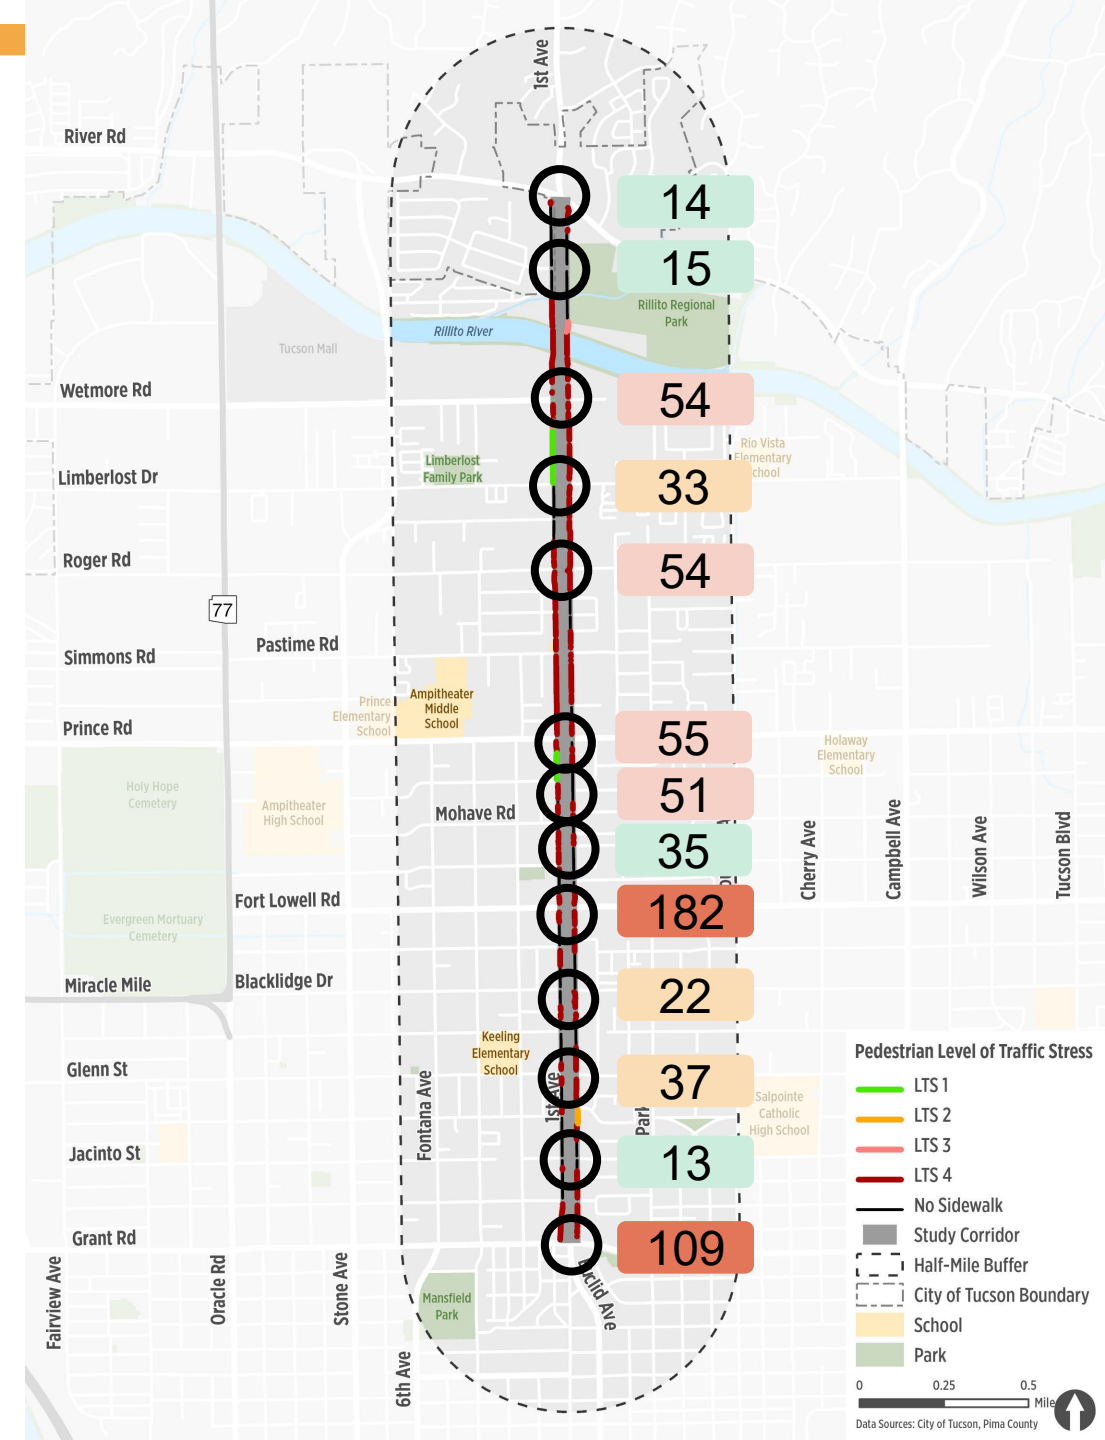 1st Ave
River Rd
14
15
Rillito Regional
Park
Rillito River
Tucson Mall
Wetmore Rd
54
Rio Vista
Elementary
School
Limberlost Dr
Limberlost
Family Park
33
Roger Rd
54
77
Pastime Rd
Simmons Rd
Ampitheater
Middle
School
Prince
Elementary
School
Prince Rd
55
Holaway
Elementary
School
Holy Hope
Cemetery
Ampitheater
High School
51
Mohave Rd
35
Cherry Ave
Campbell Ave
Wilson Ave
Tucson Blvd
Fort Lowell Rd
182
Evergreen Mortuary
Cemetery
Miracle Mile
Blacklidge Dr
22
Keeling
Elementary
School
Glenn St
37
Fontana Ave
1st Ave
Park
Salpointe
Catholic
High School
Jacinto St
13
Grant Rd
109
Fairview Ave
Oracle Rd
Stone Ave
Euclid Ave
Mansfield
Park
6th Ave
Pedestrian Level of Traffic Stress
LTS 1
LTS 2
LTS 3
LTS 4
No Sidewalk
Study Corridor
Half-Mile Buffer
City of Tucson Boundary
School
Park
0 0.25 0.5
Mile
Data Sources: City of Tucson, Pima County